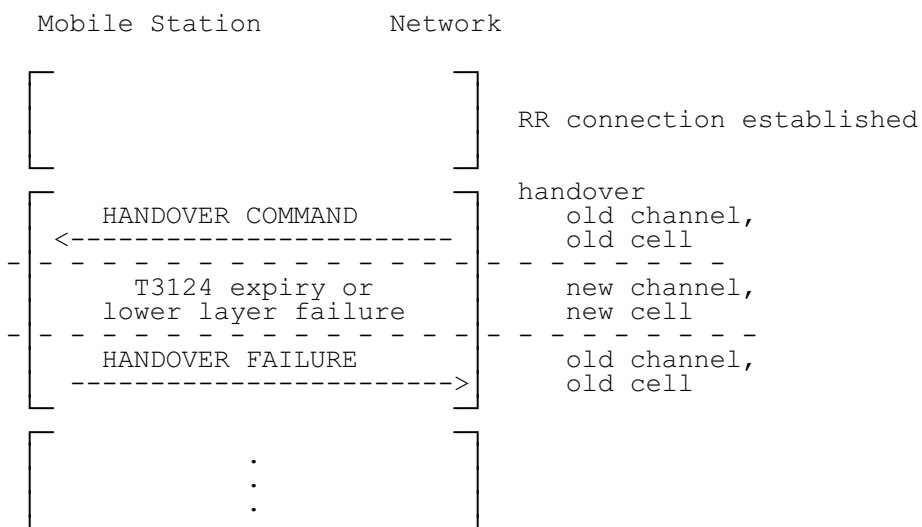 Mobile Station Network
RR connection established
handover
HANDOVER COMMAND old channel,
<------------------------ old cell
T3124 expiry or new channel,
lower layer failure new cell
HANDOVER FAILURE old channel,
------------------------> old cell
.
.
.